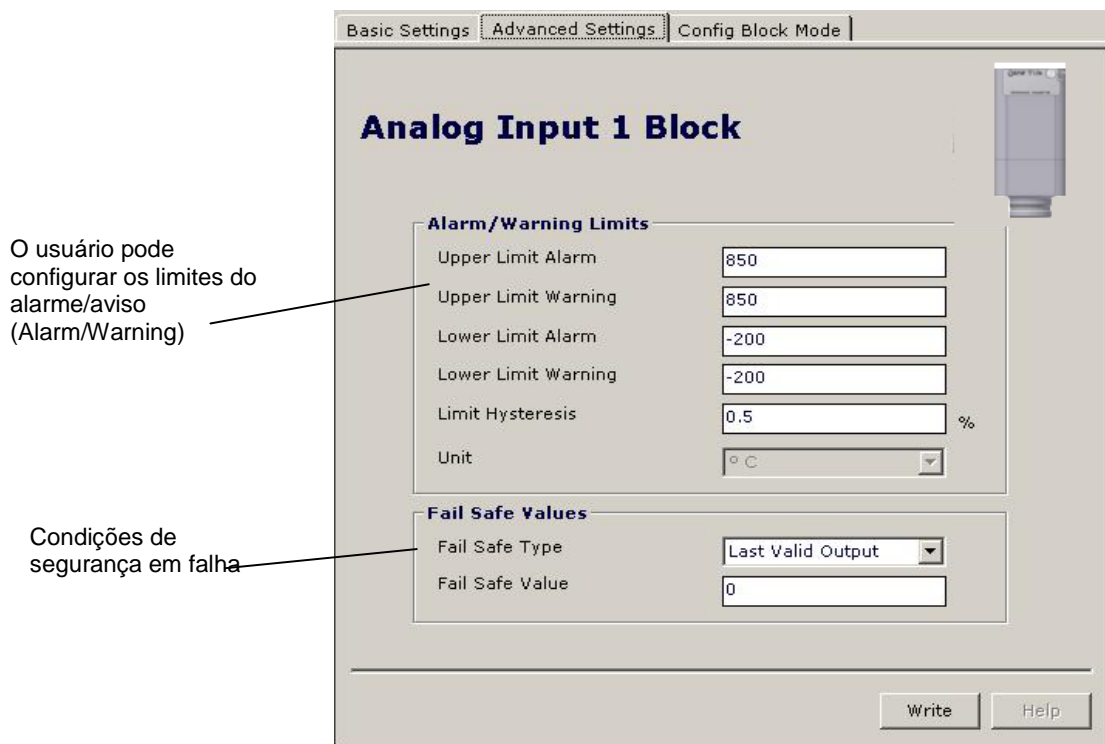 Basic Settings Advanced Settings Config Block Mode
Analog Input 1 Block
O usuário pode
configurar os limites do
alarme/aviso
(Alarm/Warning)
Alarm/Warning Limits
Upper Limit Alarm 850
Upper Limit Warning 850
Lower Limit Alarm -200
Lower Limit Warning -200
Limit Hysteresis 0.5 %
Unit ° C
Condições de
segurança em falha
Fail Safe Values
Fail Safe Type Last Valid Output
Fail Safe Value 0
Write Help